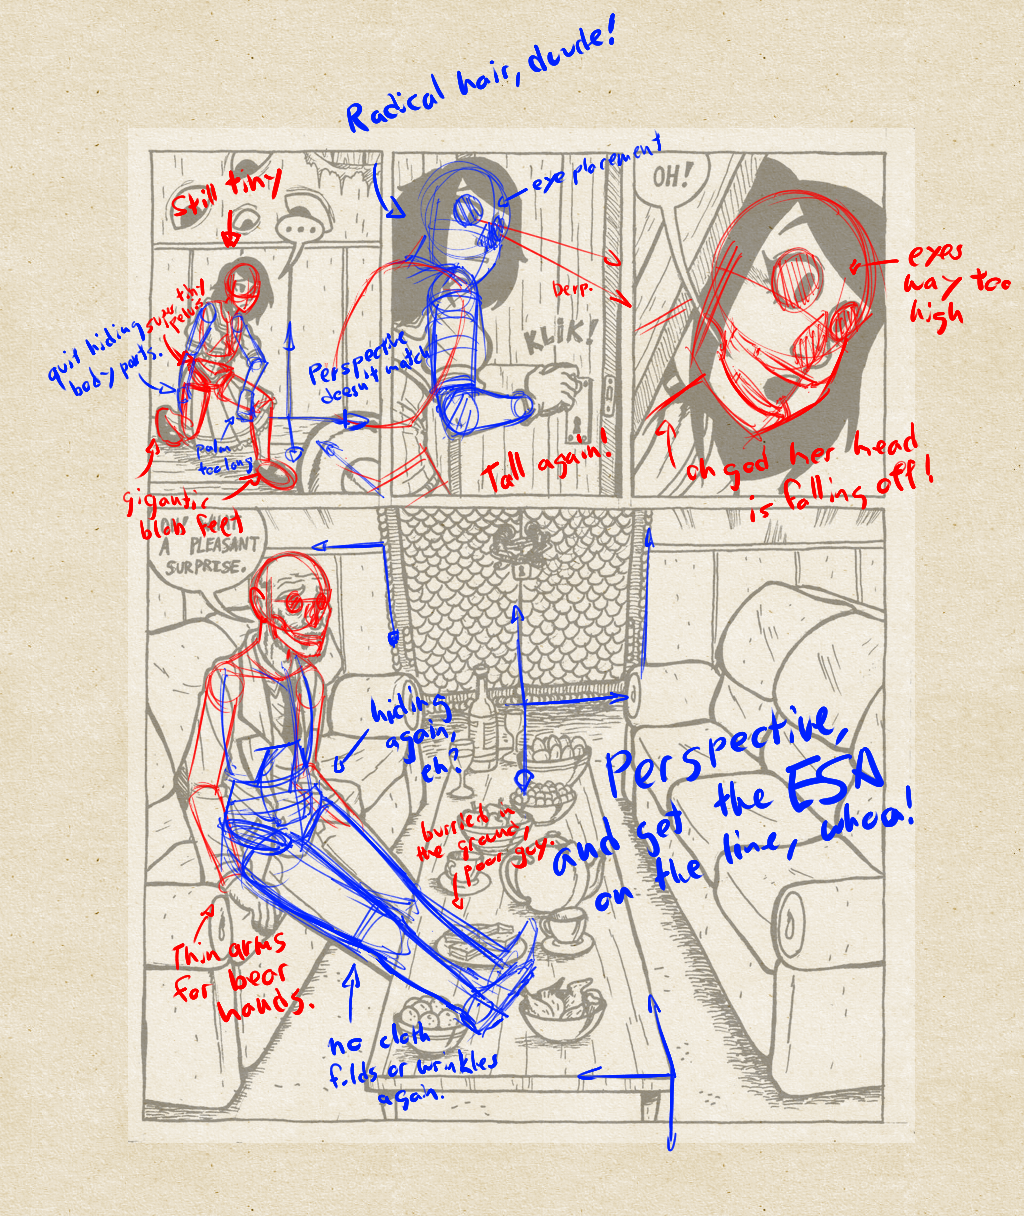 Radical hair, dude!
Still tiny
...
super tiny
pelvis
quit hiding
body parts.
palm
too long
gigantic
blob feet
eye placement
Derp.
KLIK!
Perspective
doesn't match
Tall again!
OH!
eyes
way too
high
oh god her head
is falling off!
A PLEASANT
SURPRISE.
hiding
again,
eh?
burried in
the ground,
poor guy.
Perspective,
and get the ESA
on the line, whoa!
Thin arms
for bear
hands.
no cloth
folds or wrinkles
again.